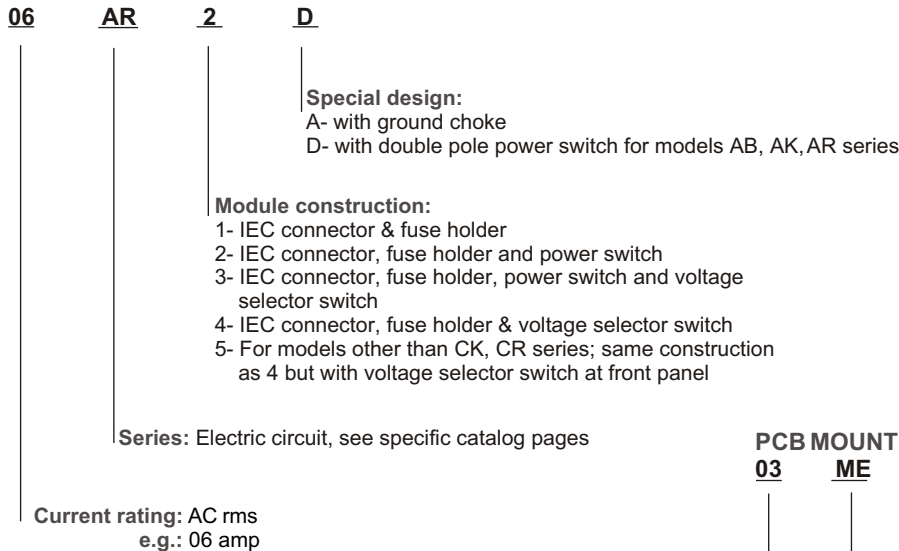 06 AR 2 D
Special design:
A- with ground choke
D- with double pole power switch for models AB, AK, AR series
Module construction:
1- IEC connector & fuse holder
2- IEC connector, fuse holder and power switch
3- IEC connector, fuse holder, power switch and voltage
selector switch
4- IEC connector, fuse holder & voltage selector switch
5- For models other than CK, CR series; same construction
as 4 but with voltage selector switch at front panel
Series: Electric circuit, see specific catalog pages
PCB MOUNT
03 ME
Current rating: AC rms
e.g.: 06 amp